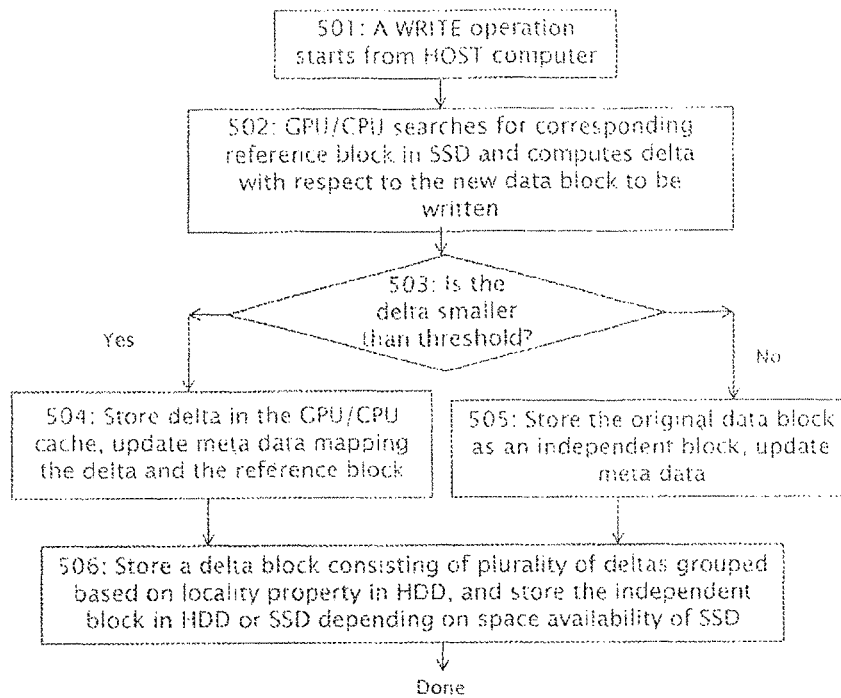 501: A WRITE operation
starts from HOST computer
502: GPU/CPU searches for corresponding
reference block in SSD and computes delta
with respect to the new data block to be
written
503: Is the
delta smaller
than threshold?
Yes
No
504: Store delta in the GPU/CPU
cache, update meta data mapping
the delta and the reference block
505: Store the original data block
as an independent block, update
meta data
506: Store a delta block consisting of plurality of deltas grouped
based on locality property in HDD, and store the independent
block in HDD or SSD depending on space availability of SSD
Done